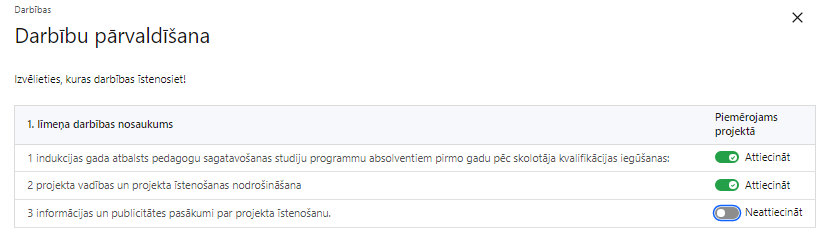 Darbības
Darbību pārvaldīšana
Izvēlieties, kuras darbības īstenosiet!
1. līmeņa darbības nosaukums
Piemērojams
projektā
1 indukcijas gada atbalsts pedagogu sagatavošanas studiju programmu absolventiem pirmo gadu pēc skolotāja kvalifikācijas iegūšanas:
Attiecināt
2 projekta vadības un projekta īstenošanas nodrošināšana
Attiecināt
3 informācijas un publicitātes pasākumi par projekta īstenošanu.
Neattiecināt